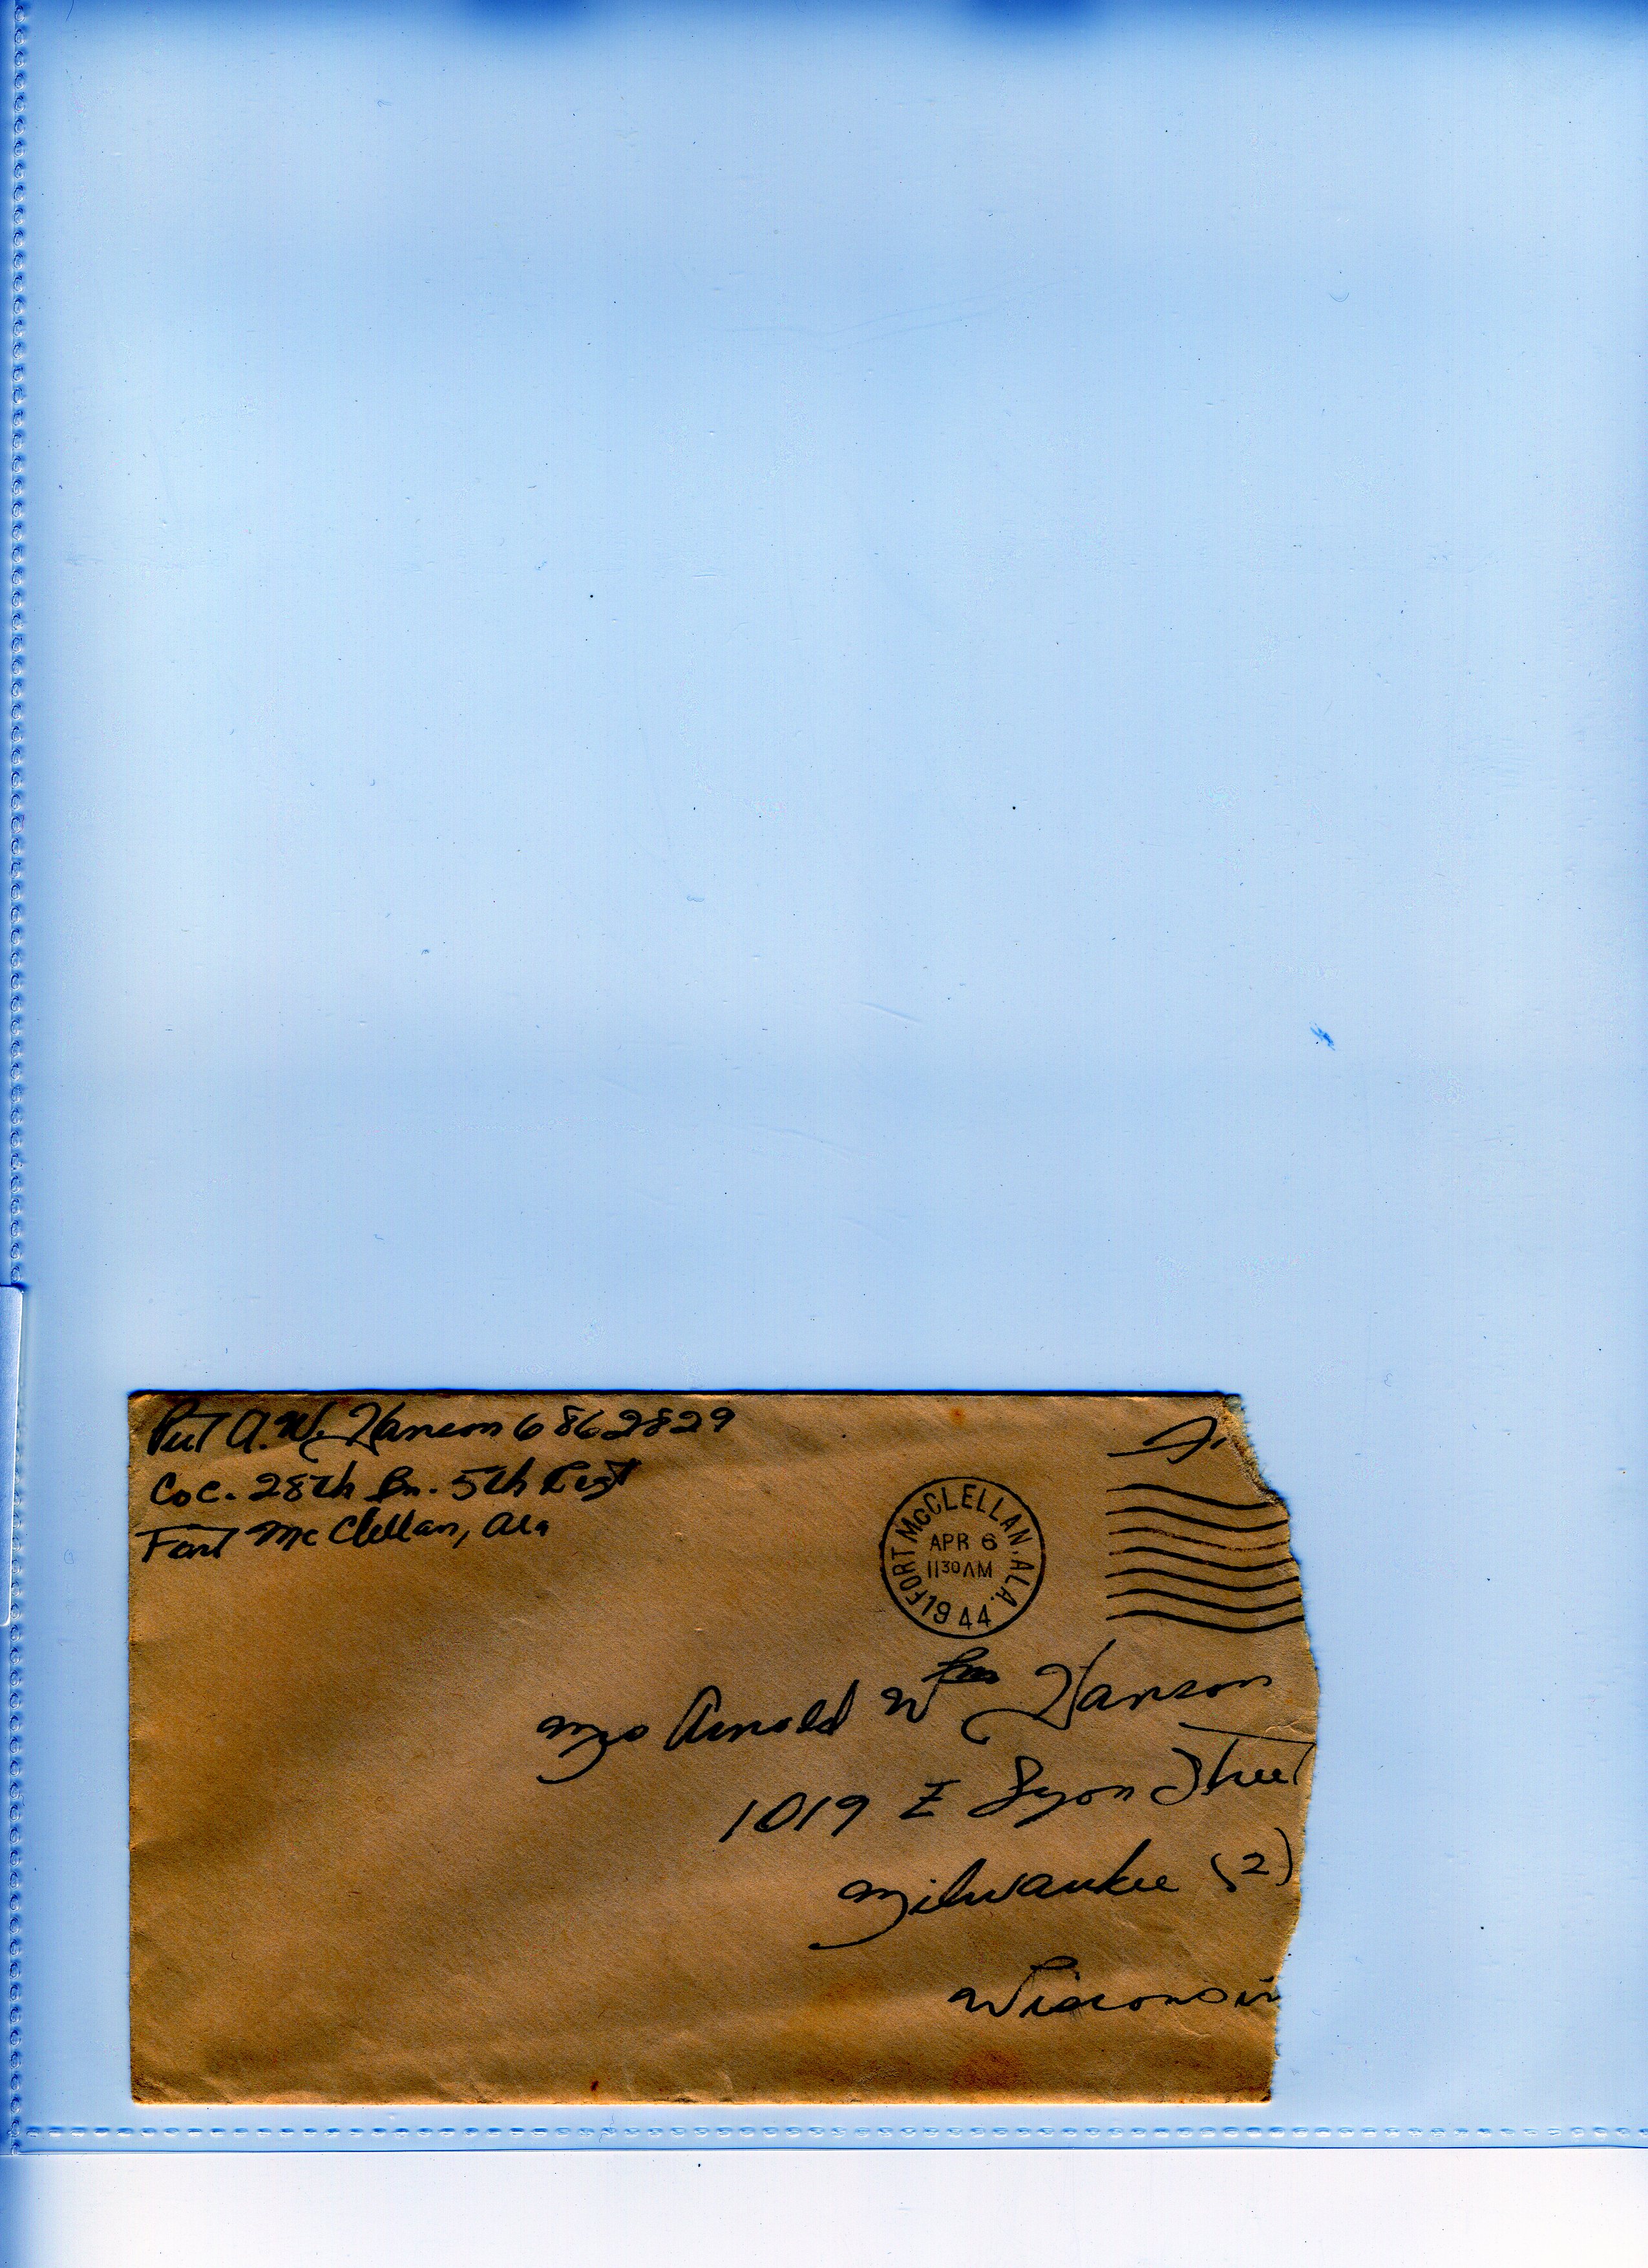 Pvt A.W. Hanson 6862829
Co C. 28th Bn. 5th Regt
Fort McClellan, Ala
FORT McCLELLAN, ALA.
APR 6
11 30 AM
1944
Free
Mrs Arnold W Hanson
1019 E Lyon Street
Milwaukee (2)
Wisconsin